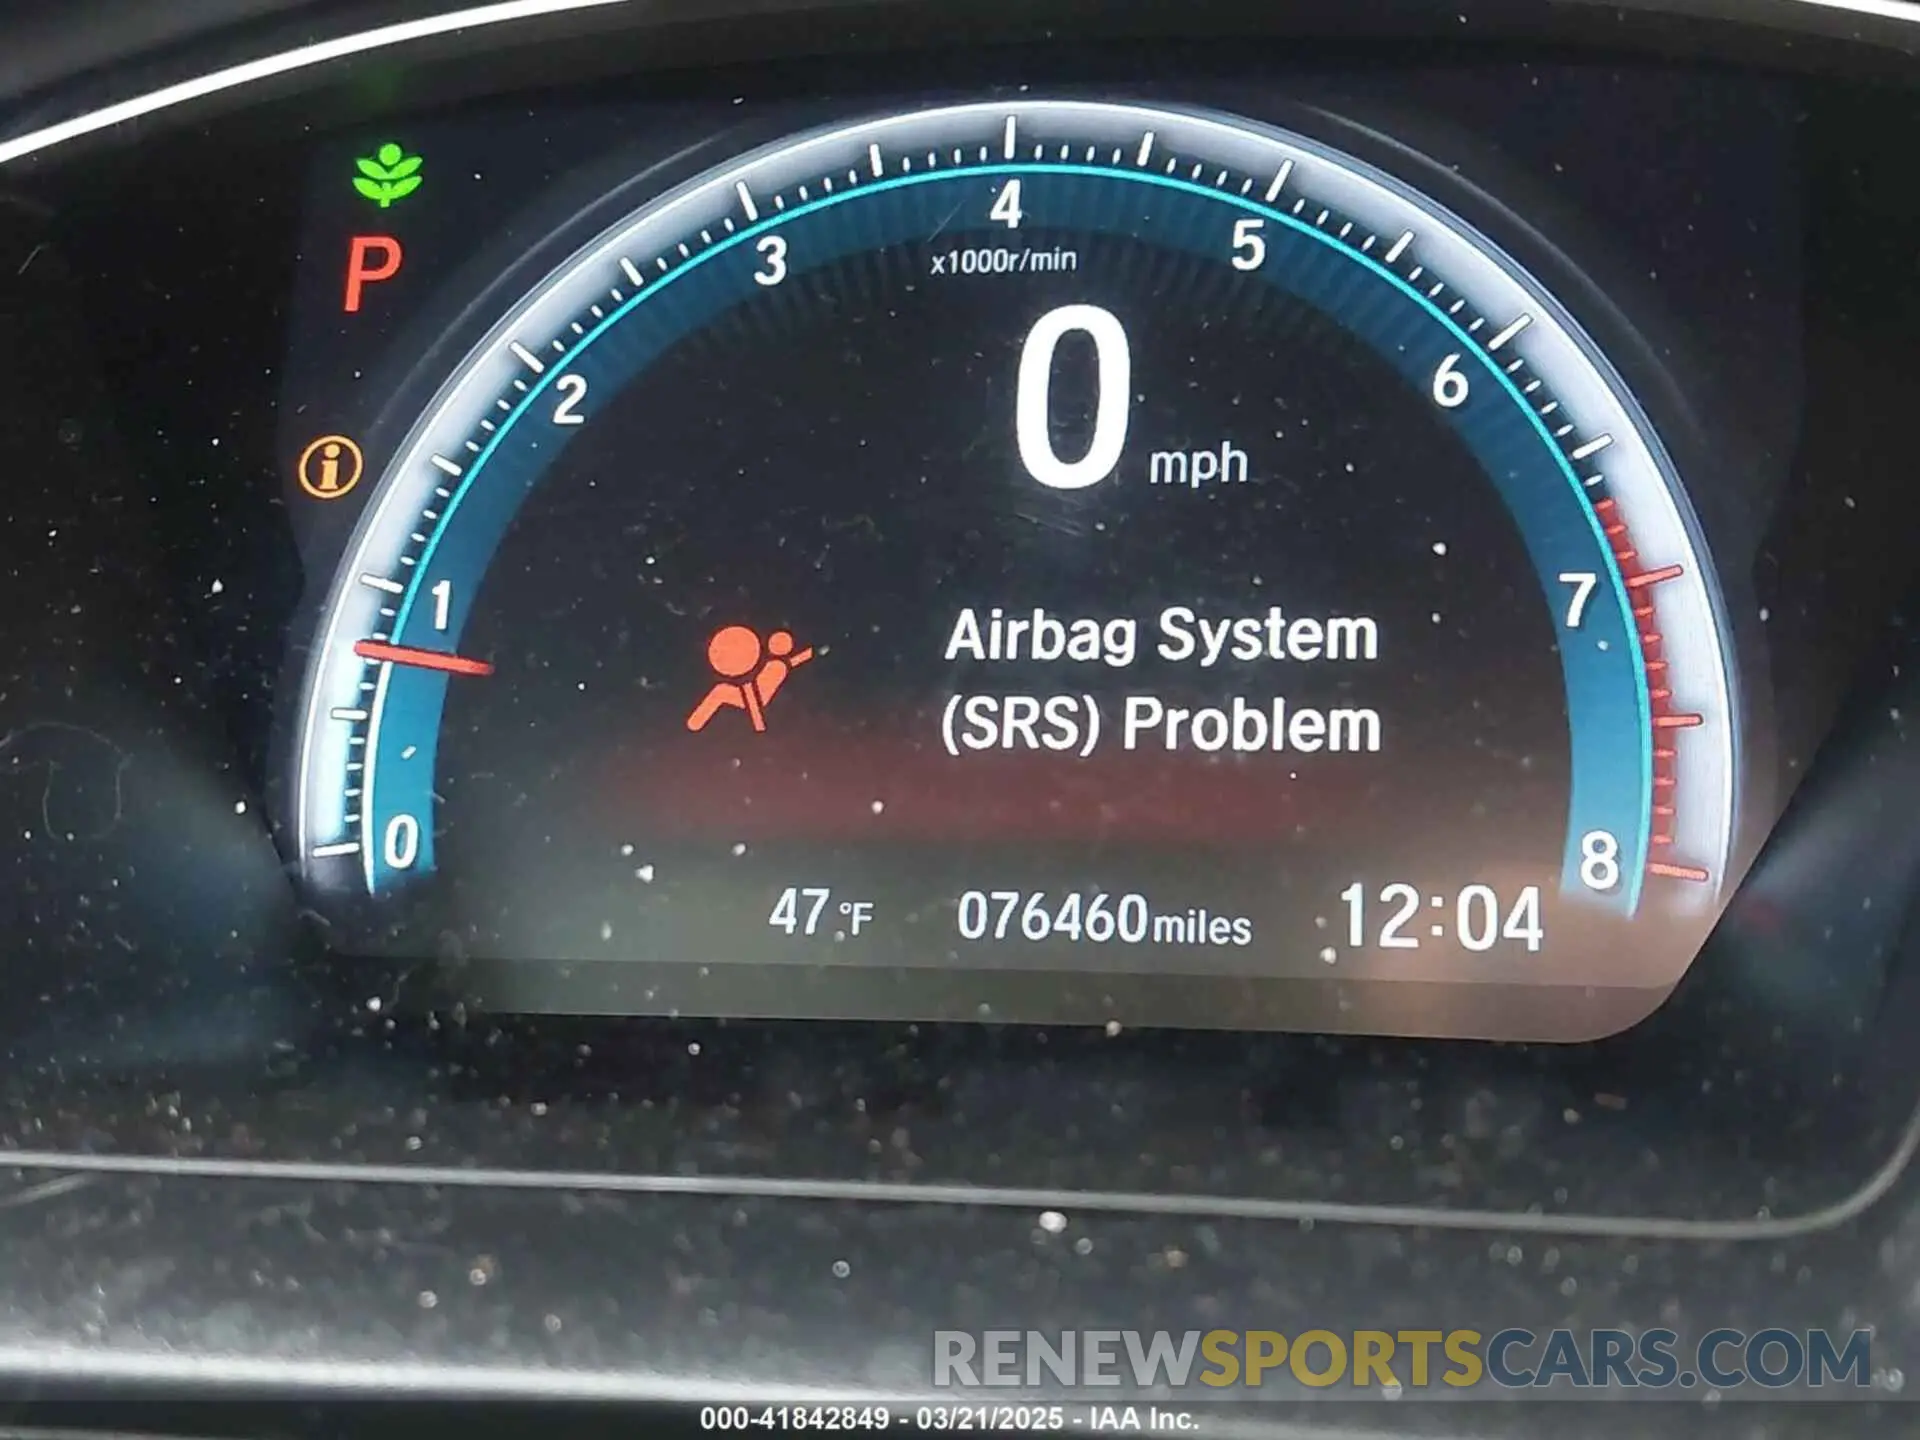 4
3
5
x1000r/min
P
2
6
0 mph
i
1
7
Airbag System
(SRS) Problem
0
8
47°F 076460miles 12:04
RENEWSPORTSCARS.COM
000-41842849 - 03/21/2025 - IAA Inc.